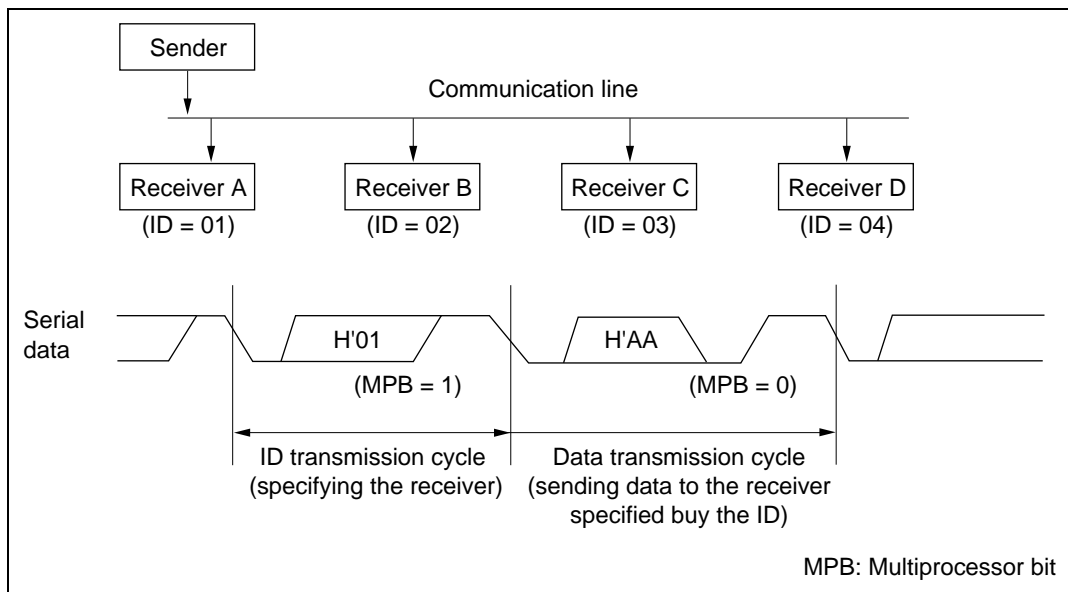 Sender
Communication line
Receiver A
Receiver B
Receiver C
Receiver D
(ID = 01)
(ID = 02)
(ID = 03)
(ID = 04)
Serial
data
H'01
H'AA
(MPB = 1)
(MPB = 0)
ID transmission cycle
(specifying the receiver)
Data transmission cycle
(sending data to the receiver
specified buy the ID)
MPB: Multiprocessor bit